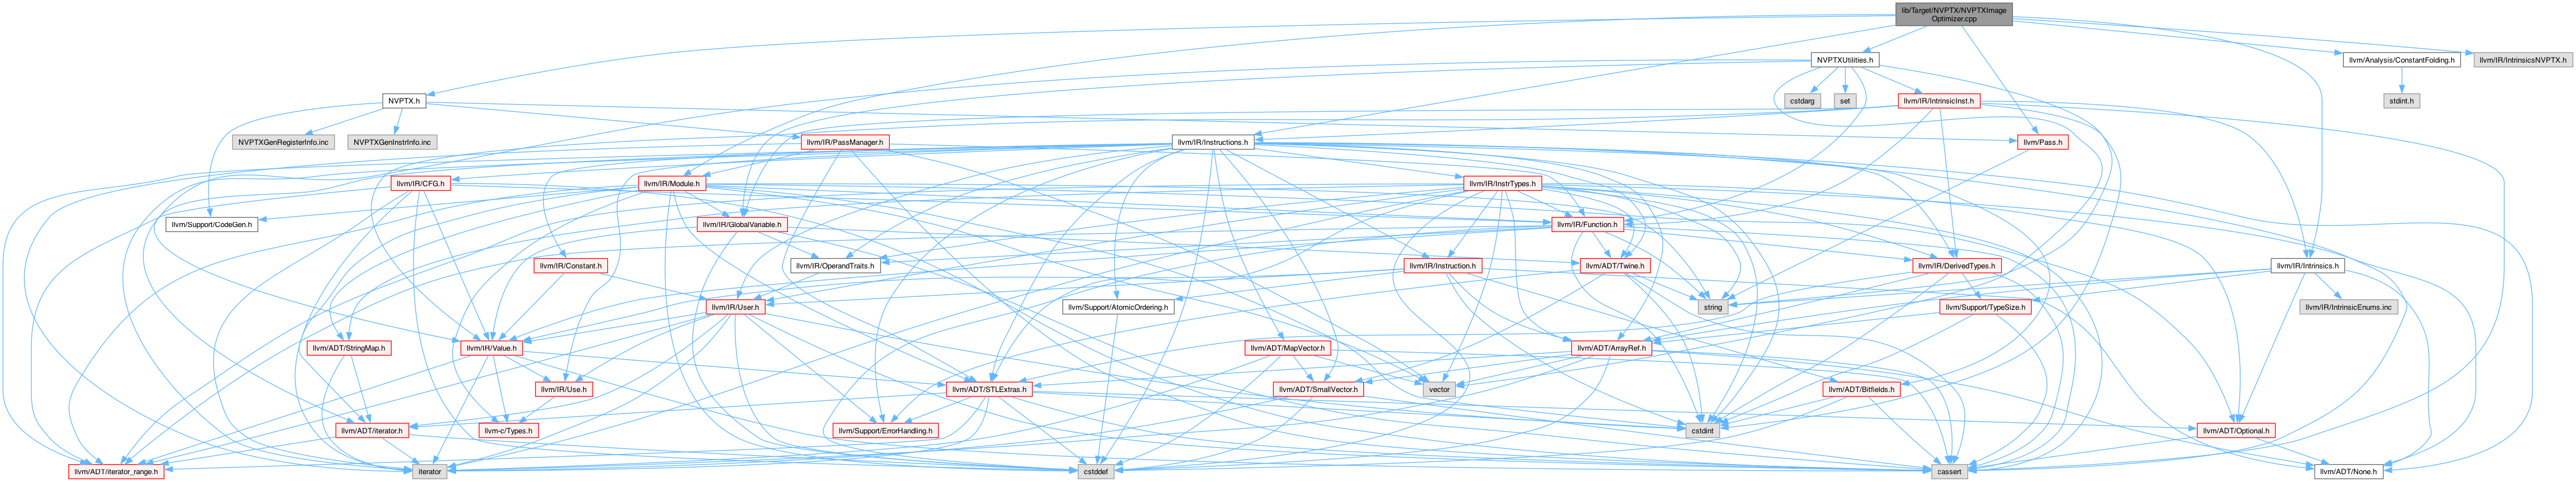 lib/Target/NVPTX/NVPTXImage
Optimizer.cpp
NVPTXUtilities.h
llvm/Analysis/ConstantFolding.h
llvm/IR/IntrinsicsNVPTX.h
NVPTX.h
cstdarg
set
llvm/IR/IntrinsicInst.h
stdint.h
NVPTXGenRegisterInfo.inc
NVPTXGenInstrInfo.inc
llvm/IR/PassManager.h
llvm/IR/Instructions.h
llvm/Pass.h
llvm/IR/CFG.h
llvm/IR/Module.h
llvm/IR/InstrTypes.h
llvm/Support/CodeGen.h
llvm/IR/GlobalVariable.h
llvm/IR/Function.h
llvm/IR/Constant.h
llvm/IR/OperandTraits.h
llvm/IR/Instruction.h
llvm/ADT/Twine.h
llvm/IR/DerivedTypes.h
llvm/IR/Intrinsics.h
llvm/IR/User.h
llvm/Support/AtomicOrdering.h
string
llvm/Support/TypeSize.h
llvm/IR/IntrinsicEnums.inc
llvm/ADT/StringMap.h
llvm/IR/Value.h
llvm/ADT/MapVector.h
llvm/ADT/ArrayRef.h
llvm/IR/Use.h
llvm/ADT/STLExtras.h
llvm/ADT/SmallVector.h
vector
llvm/ADT/Bitfields.h
llvm/ADT/iterator.h
llvm-c/Types.h
llvm/Support/ErrorHandling.h
cstdint
llvm/ADT/Optional.h
llvm/ADT/iterator_range.h
iterator
cstddef
cassert
llvm/ADT/None.h